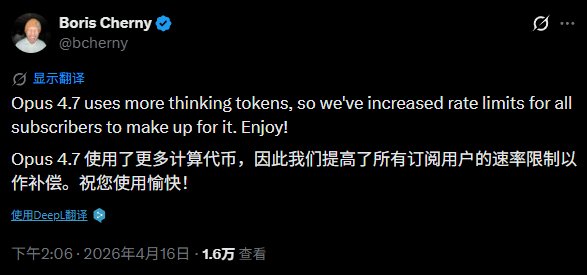 Boris Cherny
@bcherny
显示翻译
Opus 4.7 uses more thinking tokens, so we've increased rate limits for all
subscribers to make up for it. Enjoy!
Opus 4.7 使用了更多计算代币，因此我们提高了所有订阅用户的速率限制以
作补偿。祝您使用愉快！
使用DeepL翻译
下午2:06 · 2026年4月16日 · 1.6万 查看